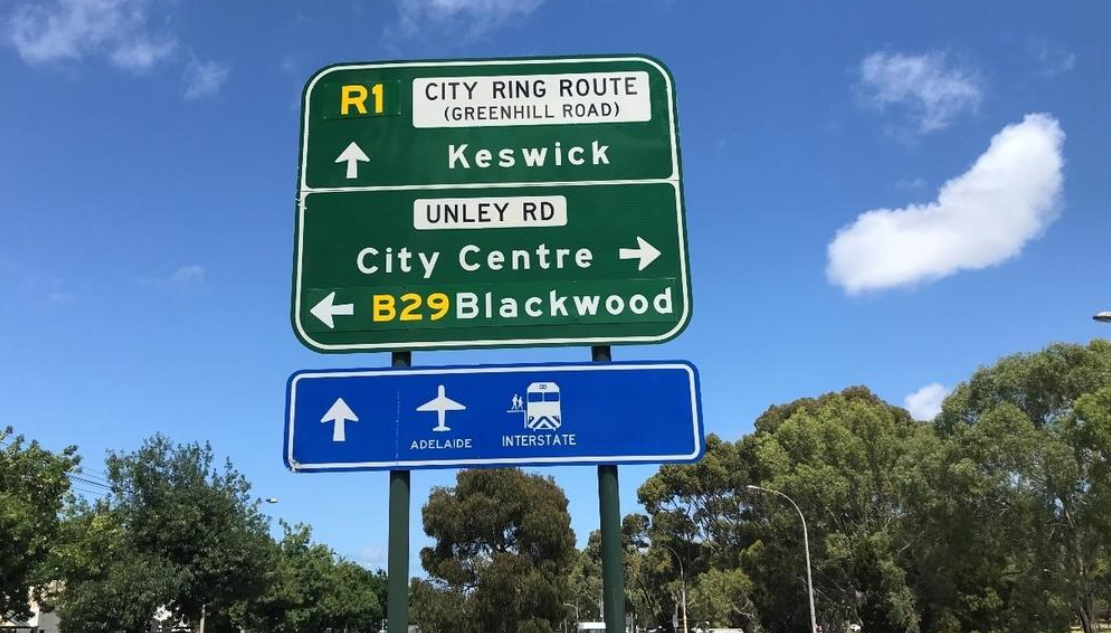 R1 CITY RING ROUTE
(GREENHILL ROAD)
Keswick
UNLEY RD
City Centre
B29 Blackwood
ADELAIDE INTERSTATE